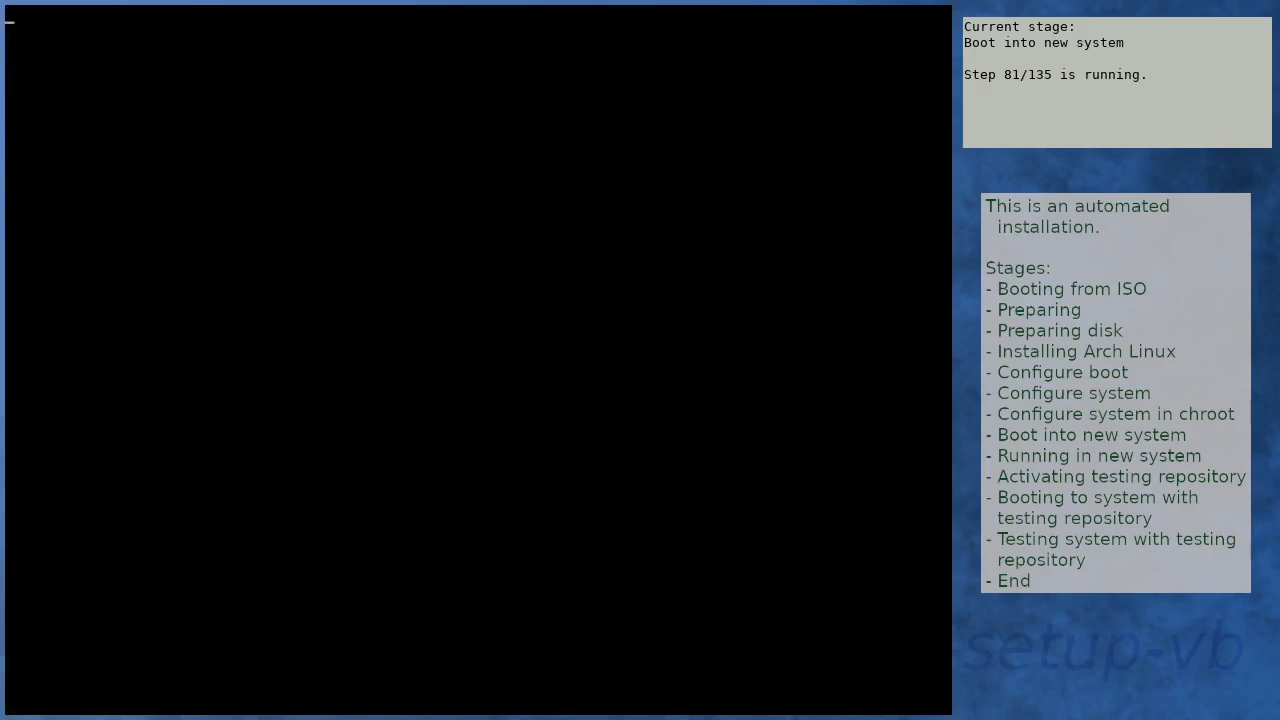 Current stage:
Boot into new system
Step 81/135 is running.
This is an automated
installation.
Stages:
- Booting from ISO
- Preparing
- Preparing disk
- Installing Arch Linux
- Configure boot
- Configure system
- Configure system in chroot
- Boot into new system
- Running in new system
- Activating testing repository
- Booting to system with
testing repository
- Testing system with testing
repository
- End
setup-vb